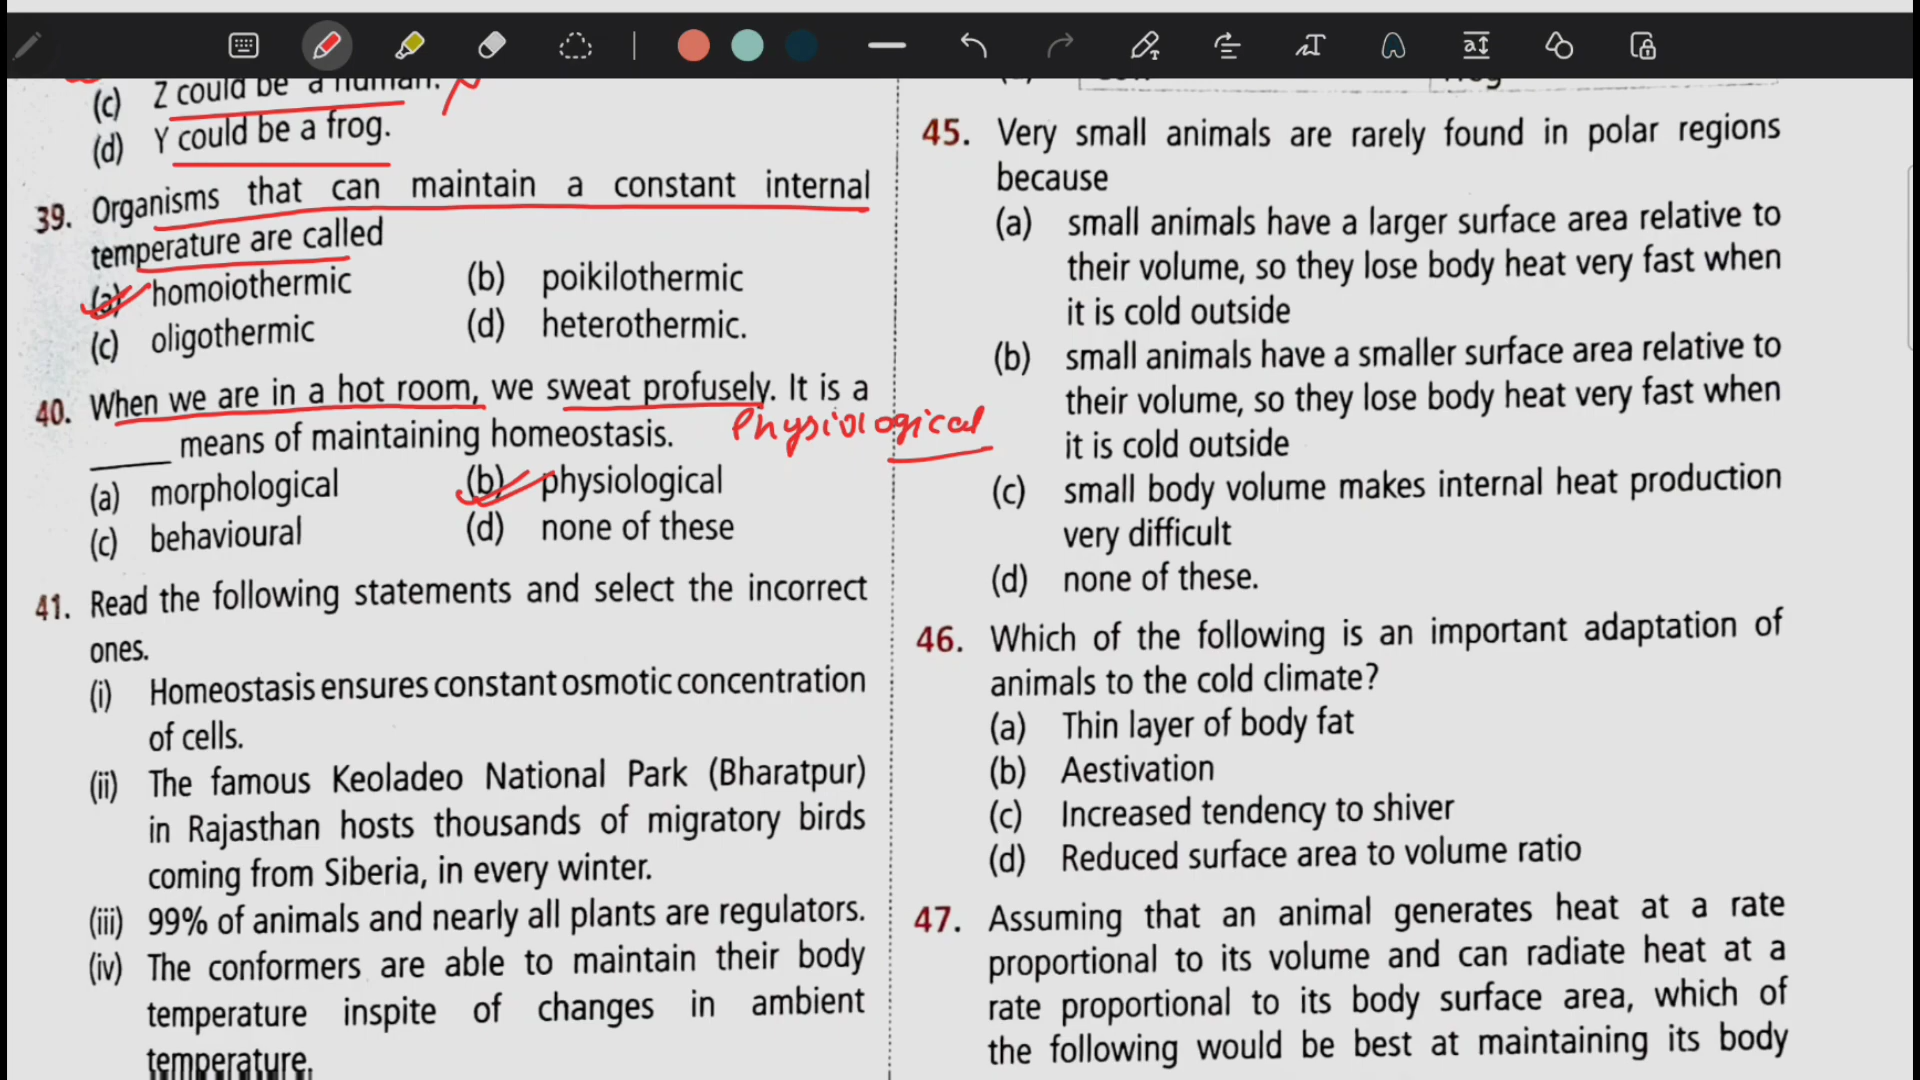 (c) Z could be a human.
(d) Y could be a frog.
39. Organisms that can maintain a constant internal
temperature are called
(a) homoiothermic (b) poikilothermic
(c) oligothermic (d) heterothermic.
40. When we are in a hot room, we sweat profusely. It is a
Physiological
______ means of maintaining homeostasis.
(a) morphological (b) physiological
(c) behavioural (d) none of these
41. Read the following statements and select the incorrect
ones.
(i) Homeostasis ensures constant osmotic concentration
of cells.
(ii) The famous Keoladeo National Park (Bharatpur)
in Rajasthan hosts thousands of migratory birds
coming from Siberia, in every winter.
(iii) 99% of animals and nearly all plants are regulators.
(iv) The conformers are able to maintain their body
temperature inspite of changes in ambient
temperature.
45. Very small animals are rarely found in polar regions
because
(a) small animals have a larger surface area relative to
their volume, so they lose body heat very fast when
it is cold outside
(b) small animals have a smaller surface area relative to
their volume, so they lose body heat very fast when
it is cold outside
(c) small body volume makes internal heat production
very difficult
(d) none of these.
46. Which of the following is an important adaptation of
animals to the cold climate?
(a) Thin layer of body fat
(b) Aestivation
(c) Increased tendency to shiver
(d) Reduced surface area to volume ratio
47. Assuming that an animal generates heat at a rate
proportional to its volume and can radiate heat at a
rate proportional to its body surface area, which of
the following would be best at maintaining its body